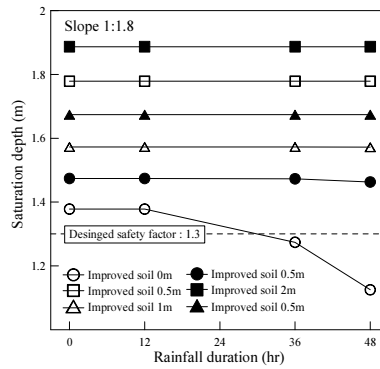 Slope 1:1.8
Saturation depth (m)
2
1.8
1.6
1.4
1.2
Desinged safety factor : 1.3
Improved soil 0m
Improved soil 0.5m
Improved soil 1m
Improved soil 0.5m
Improved soil 2m
Improved soil 0.5m
0 12 24 36 48
Rainfall duration (hr)